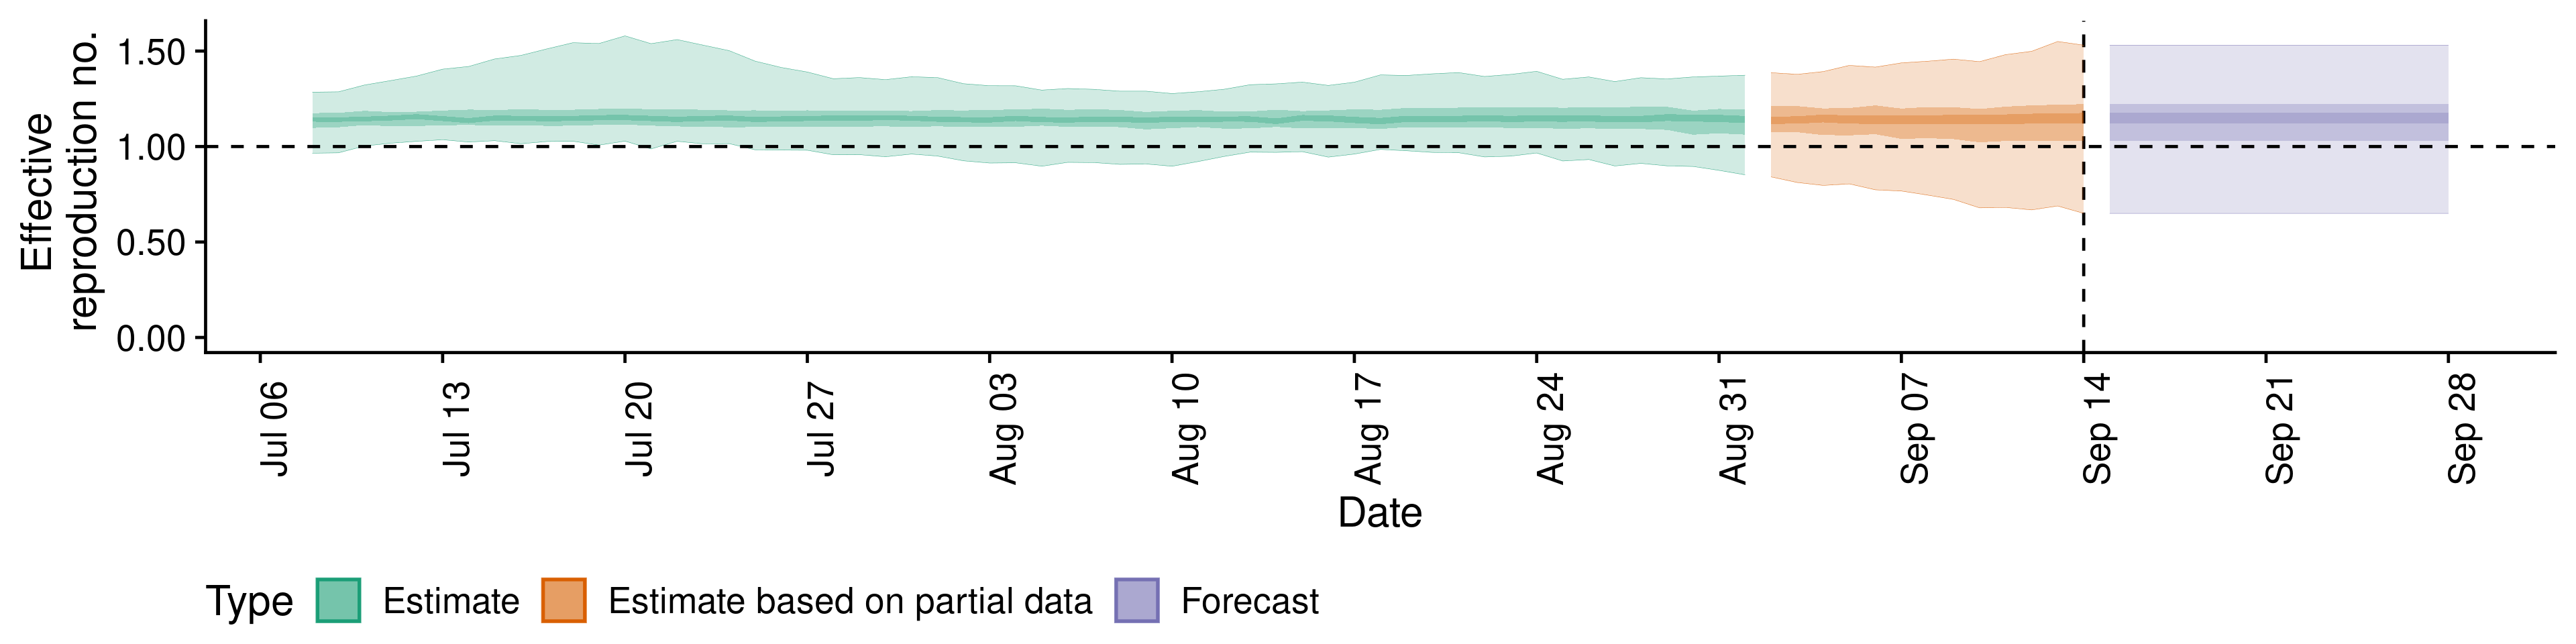 Effective
reproduction no.
1.50
1.00
0.50
0.00
Jul 06
Jul 13
Jul 20
Jul 27
Aug 03
Aug 10
Aug 17
Aug 24
Aug 31
Sep 07
Sep 14
Sep 21
Sep 28
Date
Type Estimate Estimate based on partial data Forecast